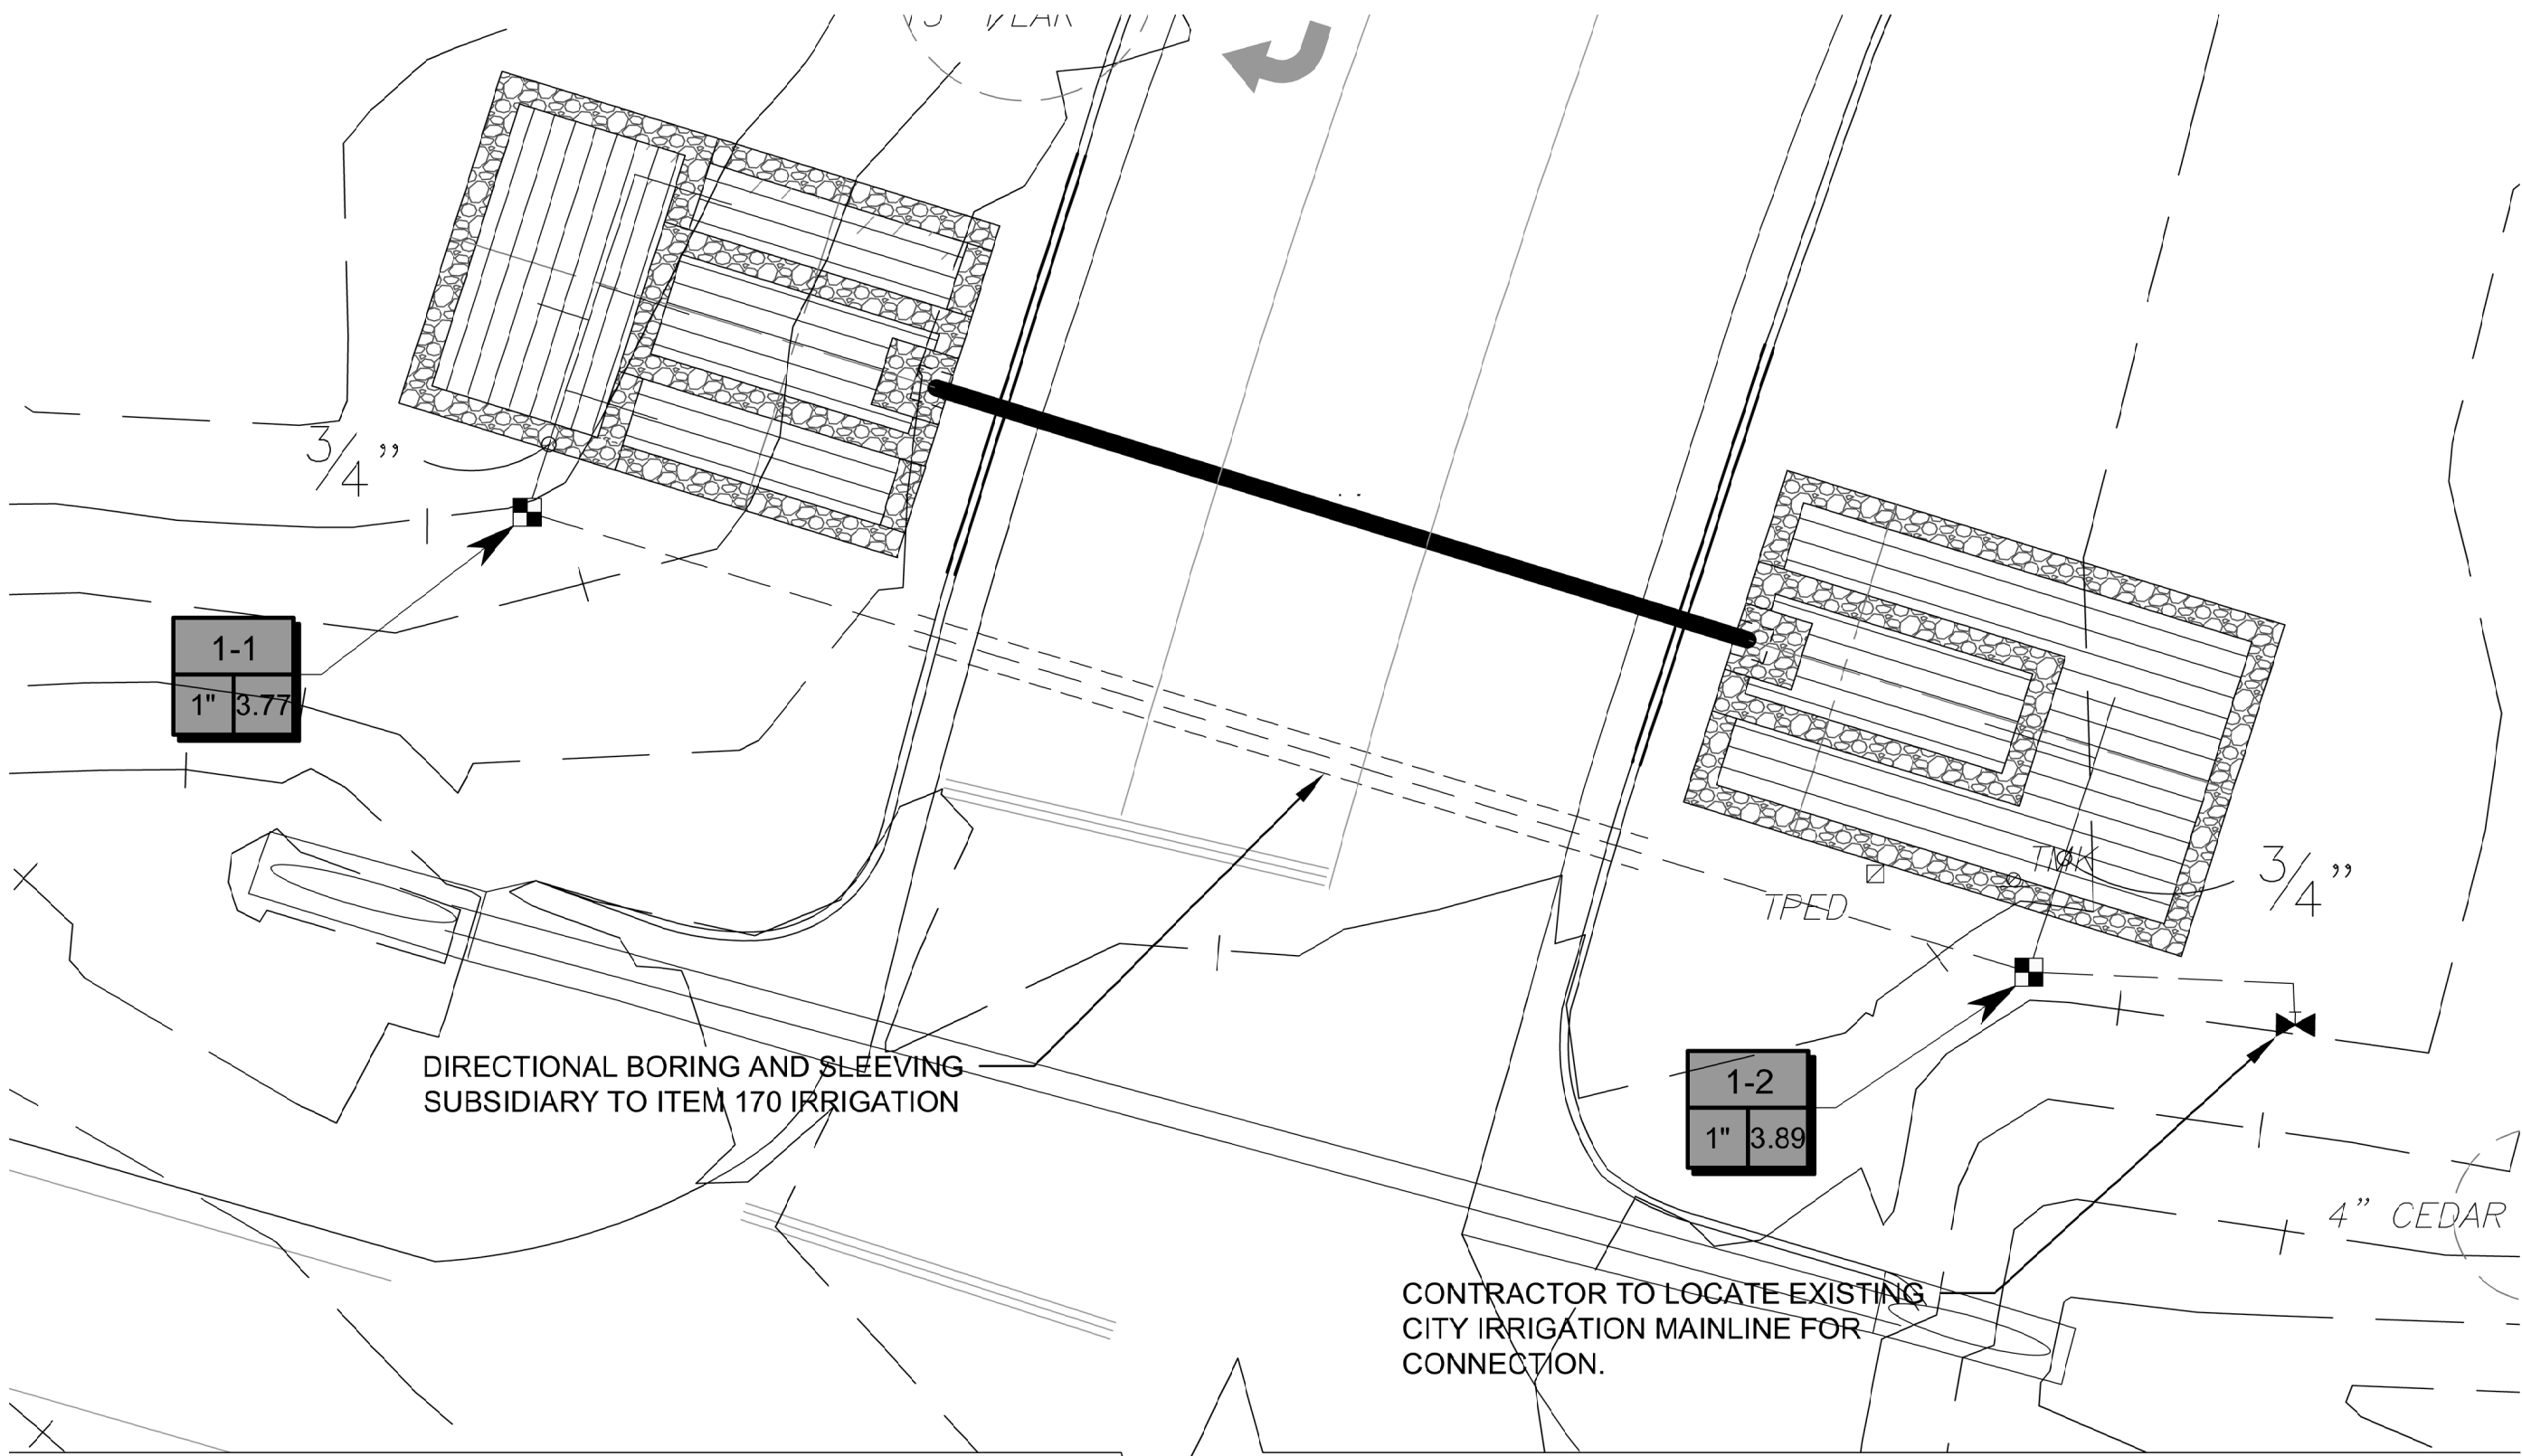 3/4"
1-1
1" 3.77
TMK
3/4"
TPED
DIRECTIONAL BORING AND SLEEVING
SUBSIDIARY TO ITEM 170 IRRIGATION
1-2
1" 3.89
4" CEDAR
CONTRACTOR TO LOCATE EXISTING
CITY IRRIGATION MAINLINE FOR
CONNECTION.